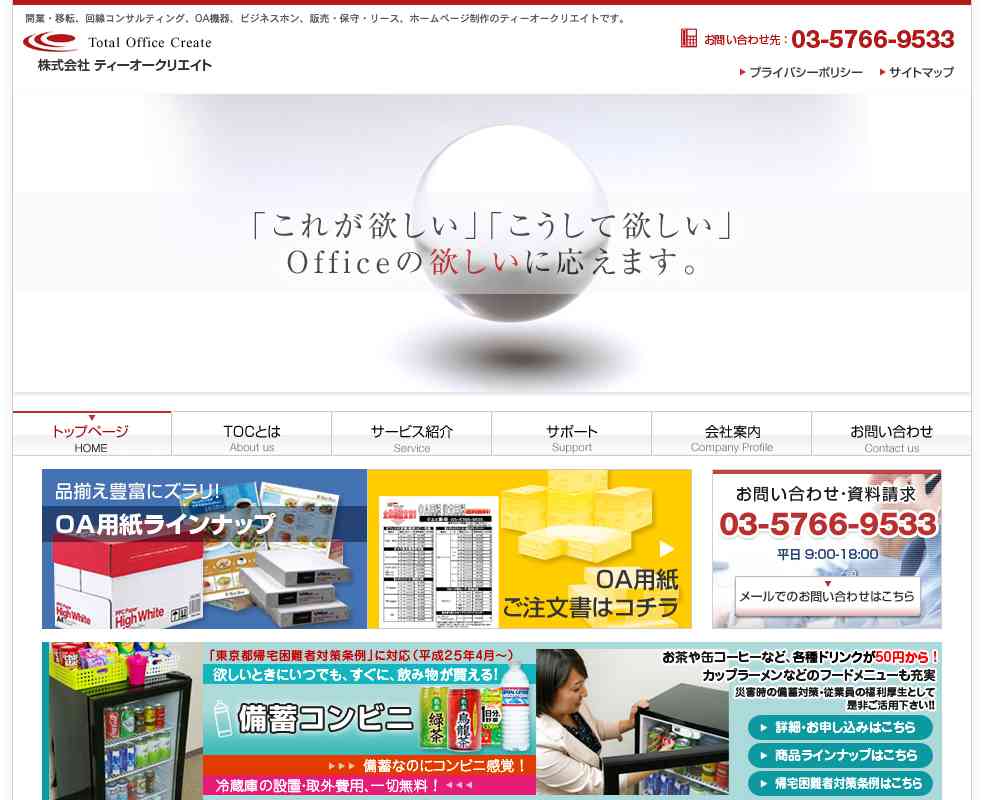 開業・移転、回線コンサルティング、OA機器、ビジネスホン、販売・保守・リース、ホームページ制作のティーオークリエイトです。
Total Office Create
株式会社 ティーオークリエイト
お問い合わせ先：03-5766-9533
プライバシーポリシー
サイトマップ
「これが欲しい」「こうして欲しい」
Officeの欲しいに応えます。
トップページ
HOME
TOCとは
About us
サービス紹介
Service
サポート
Support
会社案内
Company Profile
お問い合わせ
Contact us
品揃え豊富にズラリ!
OA用紙ラインナップ
PPC Paper
High White
PPC Paper
High White
OA用紙
ご注文書はコチラ
お問い合わせ・資料請求
03-5766-9533
平日 9:00-18:00
メールでのお問い合わせはこちら
「東京都帰宅困難者対策条例」に対応（平成25年4月～）
欲しいときにいつでも、すぐに、飲み物が買える!
備蓄コンビニ
緑茶
烏龍茶
1日分
備蓄なのにコンビニ感覚！
冷蔵庫の設置・取外費用、一切無料！
お茶や缶コーヒーなど、各種ドリンクが50円から！
カップラーメンなどのフードメニューも充実
災害時の備蓄対策・従業員の福利厚生として
是非ご活用下さい!!
詳細・お申し込みはこちら
商品ラインナップはこちら
帰宅困難者対策条例はこちら